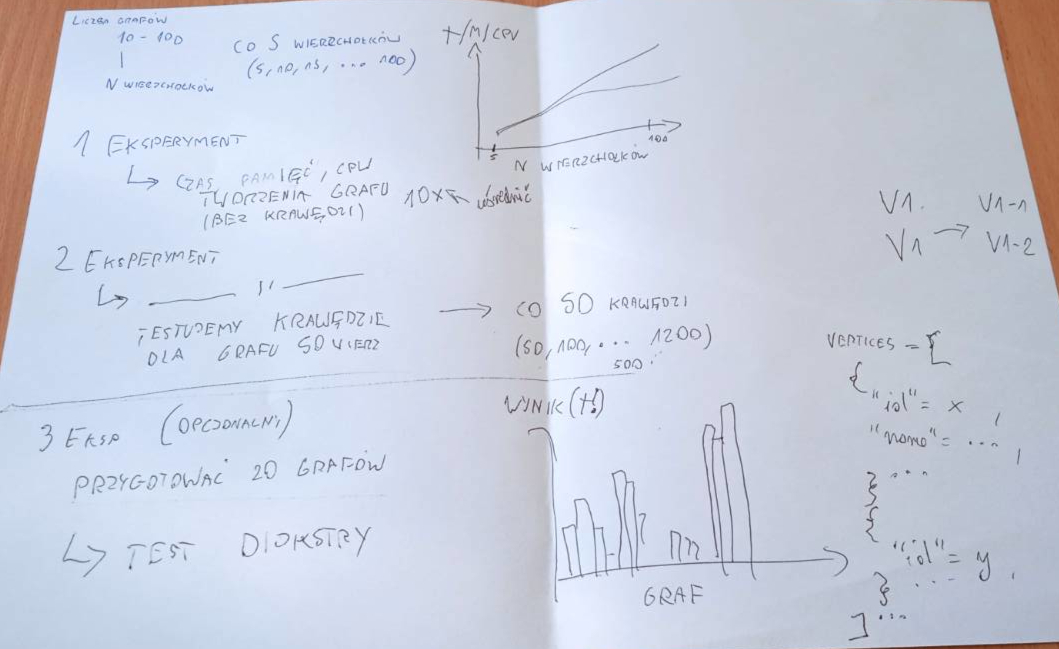 LICZBA GRAFÓW
10 - 100
N WIERZCHOŁKÓW
CO 5 WIERZCHOŁKÓW
(5, 10, 15, ... 100)
T/M/CPU
5
100
N WIERZCHOŁKÓW
1 EKSPERYMENT
CZAS, PAMIĘĆ, CPU
TWORZENIA GRAFU
(BEZ KRAWĘDZI)
10x
uśrednić
2 EKSPERYMENT
TESTUJEMY KRAWĘDZIE
DLA GRAFU 50 WIERZ
CO 50 KRAWĘDZI
(50, 100, ... 1200)
500
3 EKSP (OPCJONALNY)
PRZYGOTOWAĆ 20 GRAFÓW
TEST DIJKSTRY
WYNIK (t!)
GRAF
V1. V1-1
V1 V1-2
VERTICES = [
{
"id" = x ,
"name" = ... ,
...
}
{
"id" = y ,
...
}
] ...